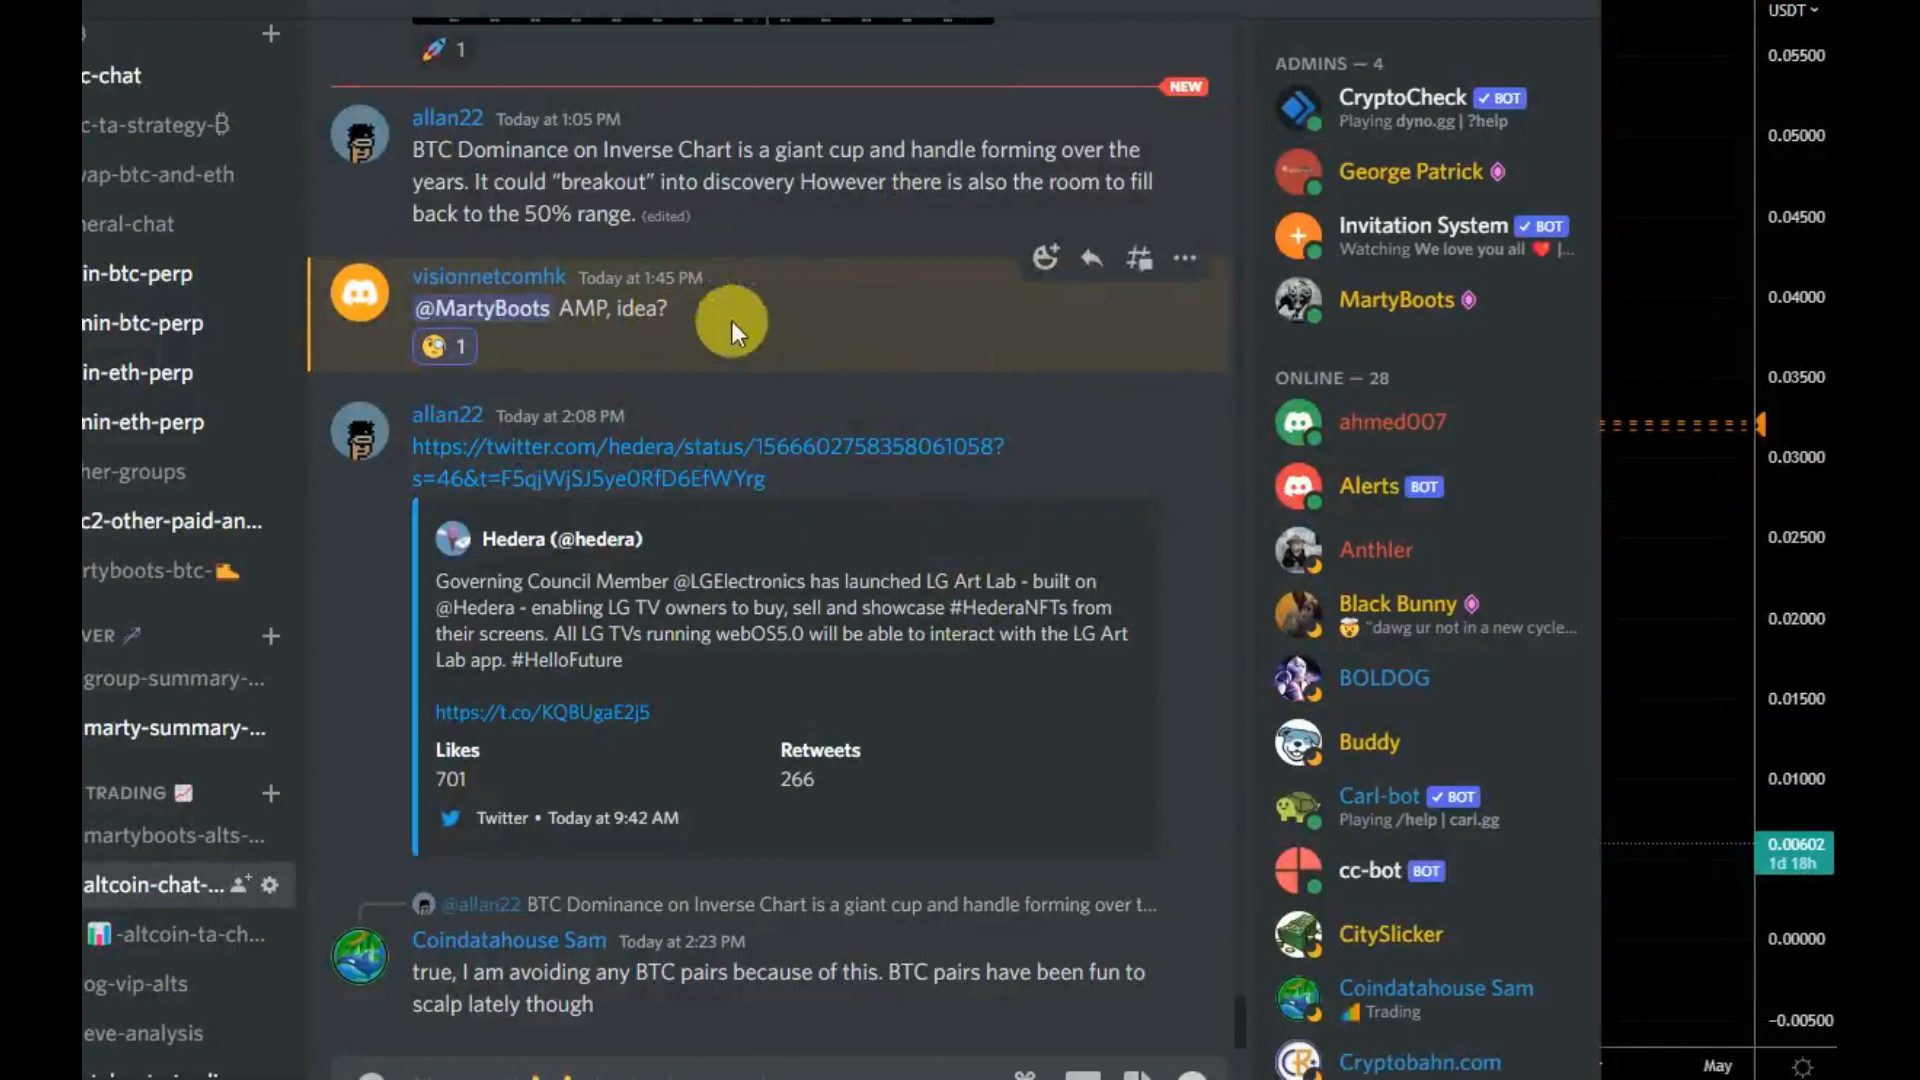 c-chat
c-ta-strategy-₿
ap-btc-and-eth
eral-chat
in-btc-perp
min-btc-perp
in-eth-perp
min-eth-perp
her-groups
c2-other-paid-an...
rtyboots-btc-
VER
group-summary-...
marty-summary-...
TRADING
martyboots-alts-...
altcoin-chat-...
-altcoin-ta-ch...
og-vip-alts
eve-analysis
1
NEW
allan22 Today at 1:05 PM
BTC Dominance on Inverse Chart is a giant cup and handle forming over the
years. It could “breakout” into discovery However there is also the room to fill
back to the 50% range. (edited)
visionnetcomhk Today at 1:45 PM
@MartyBoots AMP, idea?
1
allan22 Today at 2:08 PM
https://twitter.com/hedera/status/1566602758358061058?
s=46&t=F5qjWjSJ5ye0RfD6EfWYrg
Hedera (@hedera)
Governing Council Member @LGElectronics has launched LG Art Lab - built on
@Hedera - enabling LG TV owners to buy, sell and showcase #HederaNFTs from
their screens. All LG TVs running webOS5.0 will be able to interact with the LG Art
Lab app. #HelloFuture
https://t.co/KQBUgaE2j5
Likes Retweets
701 266
Twitter • Today at 9:42 AM
@allan22 BTC Dominance on Inverse Chart is a giant cup and handle forming over t...
Coindatahouse Sam Today at 2:23 PM
true, I am avoiding any BTC pairs because of this. BTC pairs have been fun to
scalp lately though
ADMINS — 4
CryptoCheck BOT
Playing dyno.gg | ?help
George Patrick
Invitation System BOT
Watching We love you all ❤ |...
MartyBoots
ONLINE — 28
ahmed007
Alerts BOT
Anthler
Black Bunny
"dawg ur not in a new cycle...
BOLDOG
Buddy
Carl-bot BOT
Playing /help | carl.gg
cc-bot BOT
CitySlicker
Coindatahouse Sam
Trading
Cryptobahn.com
USDT
0.05500
0.05000
0.04500
0.04000
0.03500
0.03000
0.02500
0.02000
0.01500
0.01000
0.00602
1d 18h
0.00000
−0.00500
May